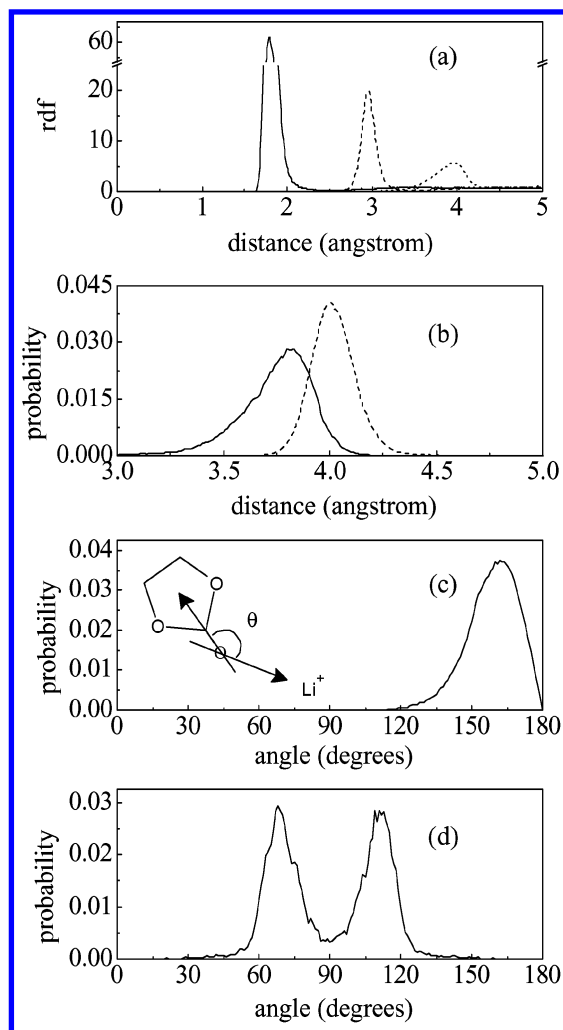 60
20
10
0
rdf
(a)
0 1 2 3 4 5
distance (angstrom)
0.045
0.030
0.015
0.000
probability
(b)
3.0 3.5 4.0 4.5 5.0
distance (angstrom)
0.04
0.03
0.02
0.01
0.00
probability
(c)
O
O
O
θ
Li⁺
0 30 60 90 120 150 180
angle (degrees)
0.03
0.02
0.01
0.00
probability
(d)
0 30 60 90 120 150 180
angle (degrees)